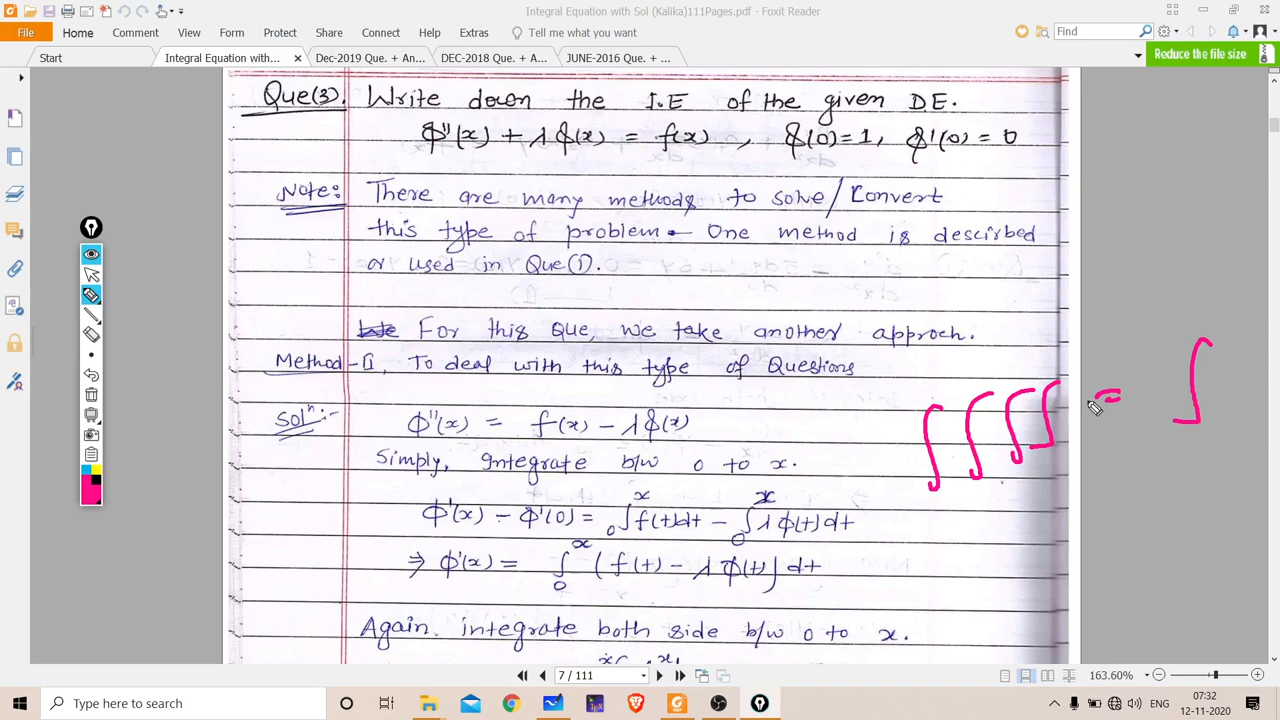 Integral Equation with Sol (Kalika)111Pages.pdf - Foxit Reader
File Home Comment View Form Protect Share Connect Help Extras Tell me what you want to do Find
Start Integral Equation with... Dec-2019 Que. + An... DEC-2018 Que. + A... JUNE-2016 Que. + ... Reduce the file size
Que(3) Write down the I.E of the given D.E.
ϕ''(x) + λϕ(x) = f(x) , ϕ(0)=1, ϕ'(0) = 0
Note: There are many methods to solve/Convert
this type of problem - One method is descirbed
or used in Que(1).
For this Que, we take another approch.
Method-II, To deal with this type of Questions
Solⁿ:- ϕ''(x) = f(x) - λϕ(x)
Simply, Integrate b/w 0 to x.
ϕ'(x) - ϕ'(0) = ₀∫ˣ f(t)dt - ₀∫ˣ λϕ(t)dt
⇒ ϕ'(x) = ₀∫ˣ (f(t) - λϕ(t)) dt
∫∫∫∫ = ∫
Again, integrate both side b/w 0 to x.
7 / 111 163.60%
Type here to search ENG 07:32
12-11-2020